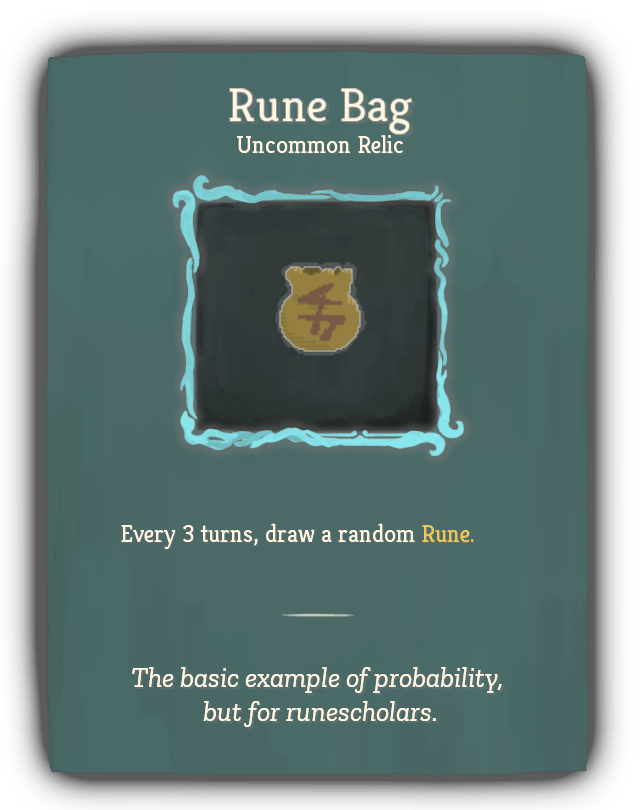 Rune Bag
Uncommon Relic
Every 3 turns, draw a random Rune.
The basic example of probability,
but for runescholars.